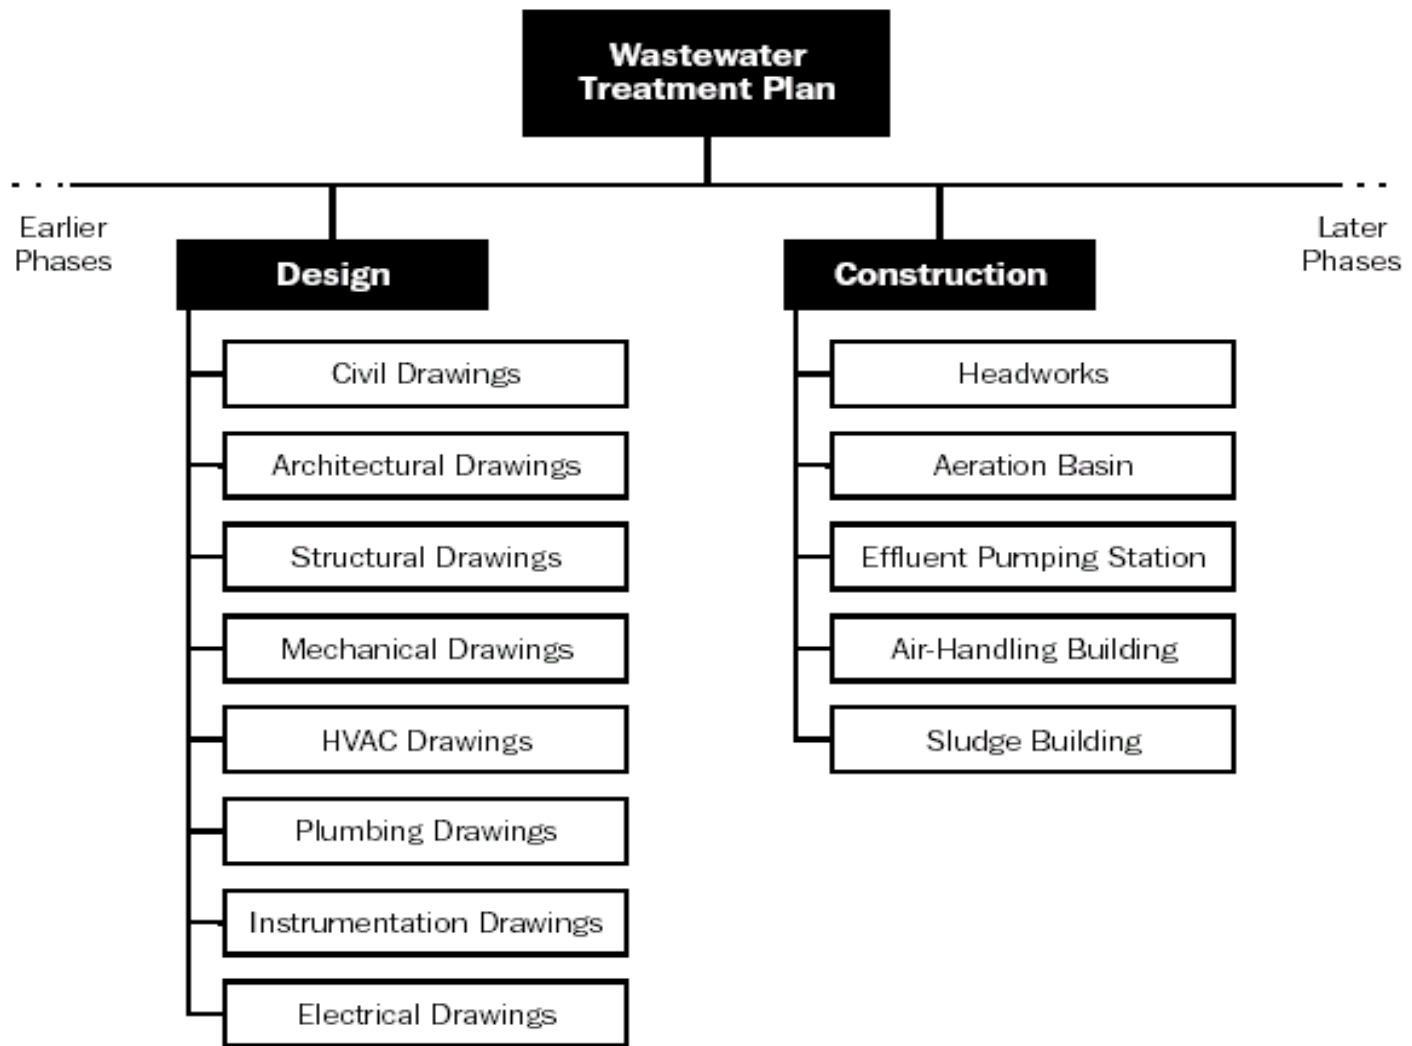 Wastewater
Treatment Plan
Earlier
Phases
Later
Phases
Design
Civil Drawings
Architectural Drawings
Structural Drawings
Mechanical Drawings
HVAC Drawings
Plumbing Drawings
Instrumentation Drawings
Electrical Drawings
Construction
Headworks
Aeration Basin
Effluent Pumping Station
Air-Handling Building
Sludge Building